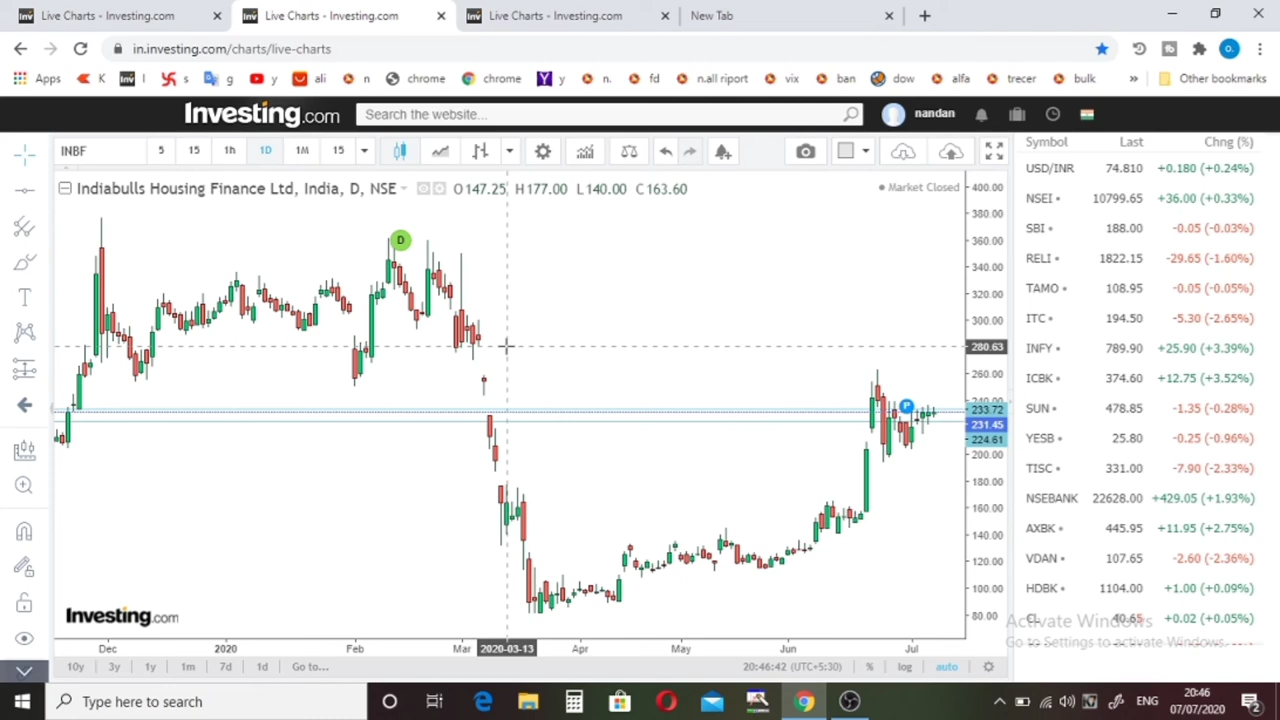 Live Charts - Investing.com
Live Charts - Investing.com
Live Charts - Investing.com
New Tab
in.investing.com/charts/live-charts
Apps K l s g y ali n chrome chrome y n. fd n.all riport vix ban dow alfa trecer bulk » Other bookmarks
Investing.com Search the website... nandan
INBF 5 15 1h 1D 1M 15
Indiabulls Housing Finance Ltd, India, D, NSE O147.25 H177.00 L140.00 C163.60 Market Closed
D
P
400.00
380.00
360.00
340.00
320.00
300.00
280.63
260.00
240.00
233.72
231.45
224.61
200.00
180.00
160.00
140.00
120.00
100.00
80.00
Investing.com
Dec 2020 Feb Mar 2020-03-13 Apr May Jun Jul
10y 3y 1y 1m 7d 1d Go to... 20:46:42 (UTC+5:30) % log auto
Symbol Last Chng (%)
USD/INR 74.810 +0.180 (+0.24%)
NSEI 10799.65 +36.00 (+0.33%)
SBI 188.00 -0.05 (-0.03%)
RELI 1822.15 -29.65 (-1.60%)
TAMO 108.95 -0.05 (-0.05%)
ITC 194.50 -5.30 (-2.65%)
INFY 789.90 +25.90 (+3.39%)
ICBK 374.60 +12.75 (+3.52%)
SUN 478.85 -1.35 (-0.28%)
YESB 25.80 -0.25 (-0.96%)
TISC 331.00 -7.90 (-2.33%)
NSEBANK 22628.00 +429.05 (+1.93%)
AXBK 445.95 +11.95 (+2.75%)
VDAN 107.65 -2.60 (-2.36%)
HDBK 1104.00 +1.00 (+0.09%)
CL 40.65 +0.02 (+0.05%)
Activate Windows
Go to Settings to activate Windows.
Type here to search
ENG
20:46
07/07/2020
2